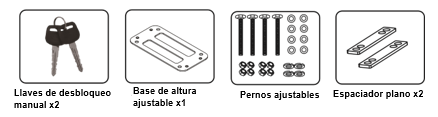 Llaves de desbloqueo
manual x2
Base de altura
ajustable x1
Pernos ajustables
Espaciador plano x2